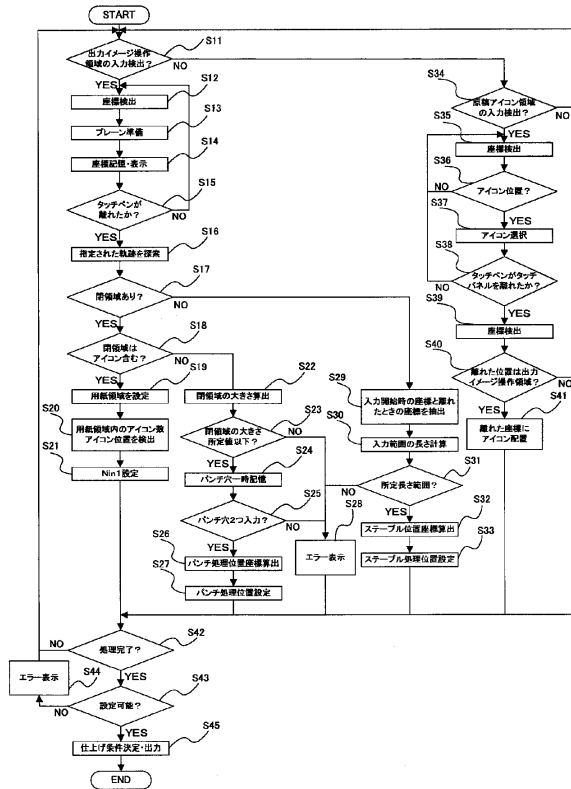 START
S11
出力イメージ操作
領域の入力検出?
NO
YES
S12
座標検出
S13
プレーン準備
S14
座標記憶・表示
S15
タッチペンが
離れたか?
NO
YES
S16
指定された軌跡を探索
S17
閉領域あり?
NO
YES
S18
閉領域は
アイコン含む?
NO
YES
S19
用紙領域を設定
S20
用紙領域内のアイコン数
アイコン位置を検出
S21
Nin1設定
S22
閉領域の大きさ算出
S23
閉領域の大きさ
所定値以下?
NO
YES
S24
パンチ穴一時記憶
S25
パンチ穴2つ入力?
NO
YES
S26
パンチ処理位置座標算出
S27
パンチ処理位置設定
S28
エラー表示
S29
入力開始時の座標と離れ
たときの座標を抽出
S30
入力範囲の長さ計算
S31
所定長さ範囲?
NO
YES
S32
ステープル位置座標算出
S33
ステープル処理位置設定
S34
原稿アイコン領域
の入力検出?
NO
YES
S35
座標検出
S36
アイコン位置?
NO
YES
S37
アイコン選択
S38
タッチペンがタッチ
パネルを離れたか?
NO
YES
S39
座標検出
S40
離れた位置は出力
イメージ操作領域?
NO
YES
S41
離れた座標に
アイコン配置
S42
処理完了?
NO
YES
S43
設定可能?
NO
YES
S44
エラー表示
S45
仕上げ条件決定・出力
END